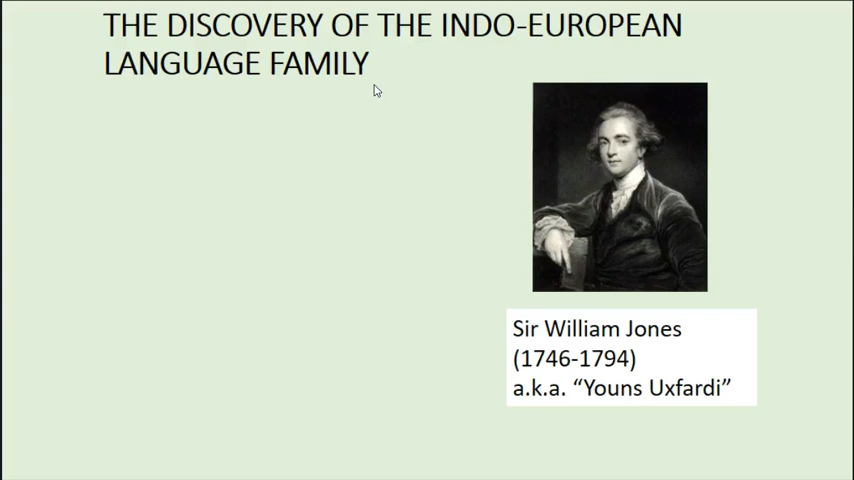 THE DISCOVERY OF THE INDO-EUROPEAN
LANGUAGE FAMILY
Sir William Jones
(1746-1794)
a.k.a. “Youns Uxfardi”